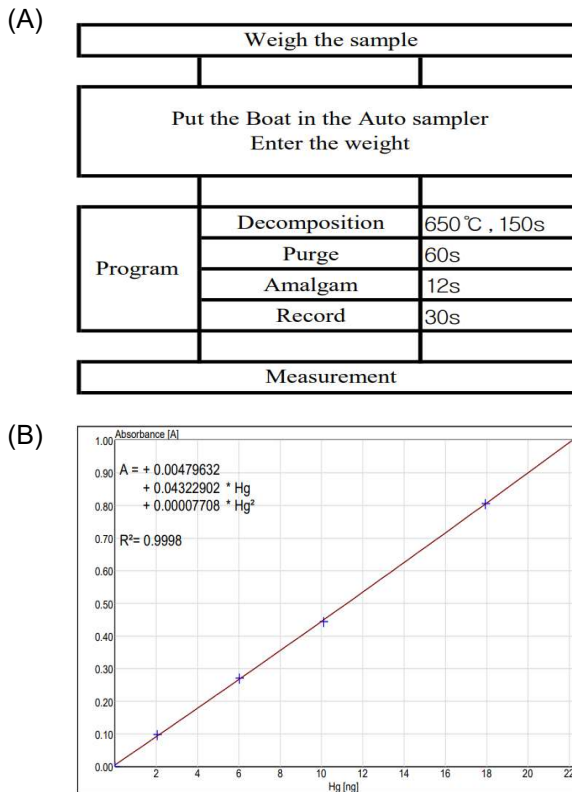 (A)
Weigh the sample
Put the Boat in the Auto sampler
Enter the weight
Program
Decomposition 650℃, 150s
Purge 60s
Amalgam 12s
Record 30s
Measurement
(B)
Absorbance [A]
1.00
0.90
0.80
0.70
0.60
0.50
0.40
0.30
0.20
0.10
0.00
A = + 0.00479632
+ 0.04322902 * Hg
+ 0.00007708 * Hg²
R²= 0.9998
2 4 6 8 10 12 14 16 18 20 22
Hg [ng]